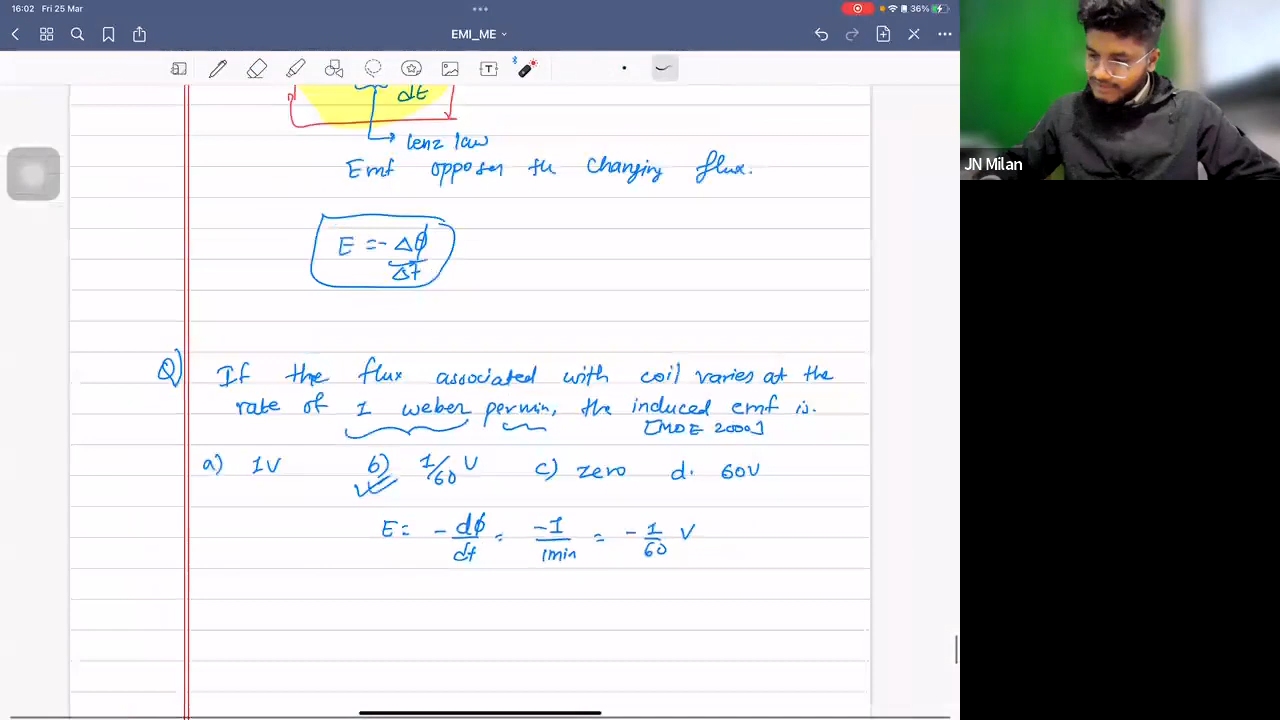 16:02 Fri 25 Mar
36%
EMI_ME
JN Milan
dt
lenz law
Emf opposes the changing flux.
E = - Δϕ/Δt
Q) If the flux associated with coil varies at the
rate of 1 weber per min, the induced emf is.
[MOE 2000]
a) 1V b) 1/60 V c) zero d. 60V
E = - dϕ/dt = -1/1min = - 1/60 V